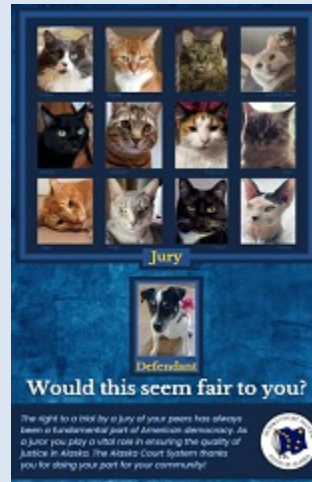 Jury
Defendant
Would this seem fair to you?
The right to a trial by a jury of your peers has always
been a fundamental part of American democracy. As
a juror you play a vital role in ensuring the quality of
justice in Alaska. The Alaska Court System thanks
you for doing your part for your community!